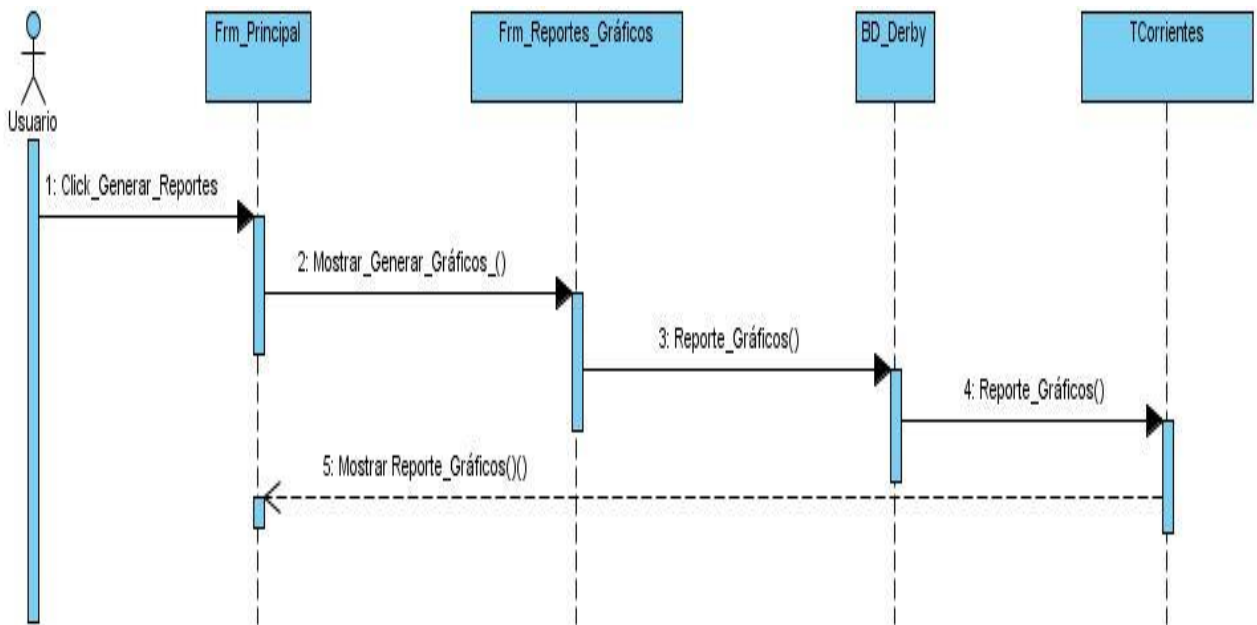 Frm_Principal
Frm_Reportes_Gráficos
BD_Derby
TCorrientes
Usuario
1: Click_Generar_Reportes
2: Mostrar_Generar_Gráficos_()
3: Reporte_Gráficos()
4: Reporte_Gráficos()
5: Mostrar Reporte_Gráficos()()